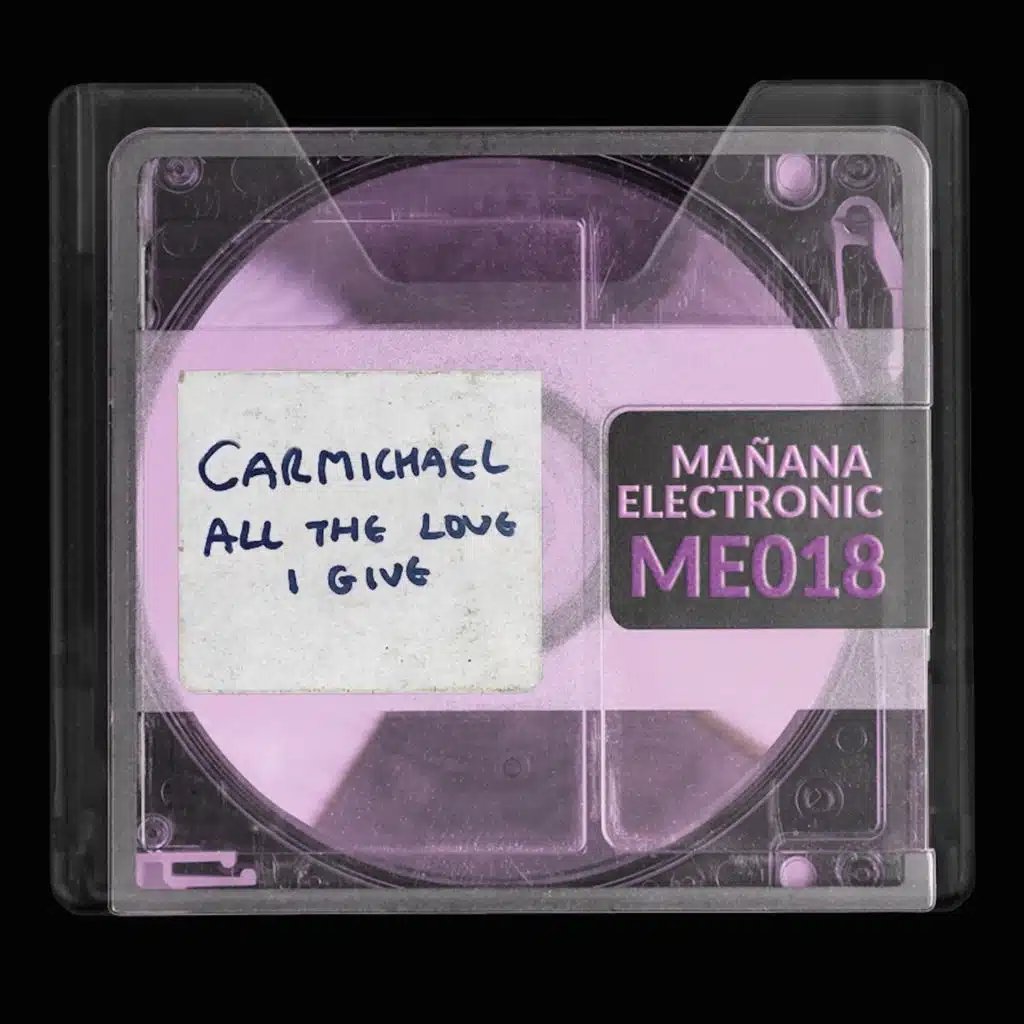 CARMICHAEL
ALL THE LOVE
I GIVE
MAÑANA
ELECTRONIC
ME018